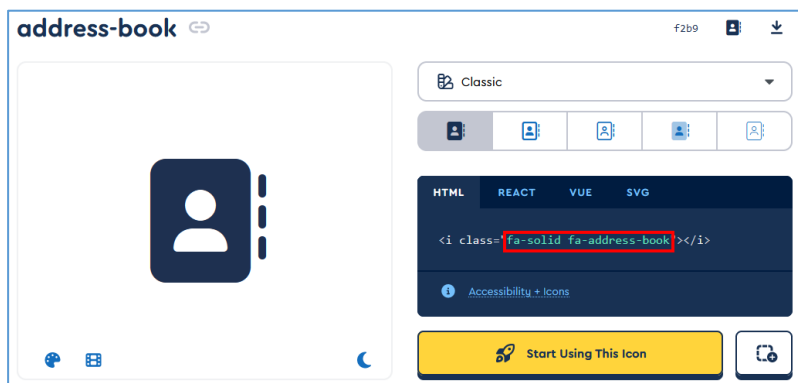 address-book
f2b9
Classic
HTML REACT VUE SVG
<i class="fa-solid fa-address-book"></i>
Accessibility + Icons
Start Using This Icon